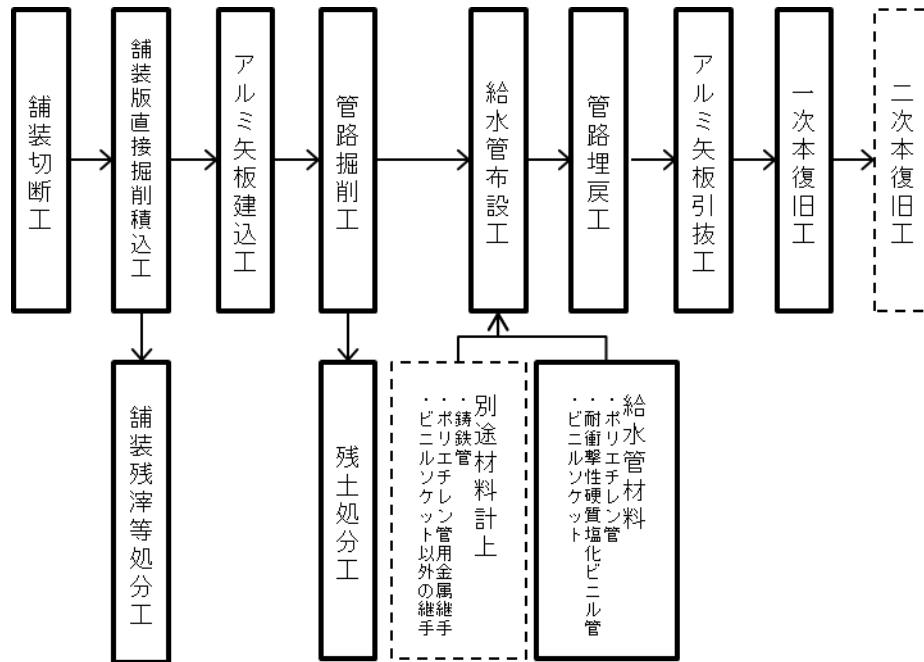 舗装切断工
舗装版直接掘削積込工
アルミ矢板建込工
管路掘削工
給水管布設工
管路埋戻工
アルミ矢板引抜工
一次本復旧工
二次本復旧工
舗装残滓等処分工
残土処分工
別途材料計上
・鋳鉄管
・ポリエチレン管用金属継手
・ビニルソケット以外の継手
給水管材料
・ポリエチレン管
・耐衝撃性硬質塩化ビニル管
・ビニルソケット